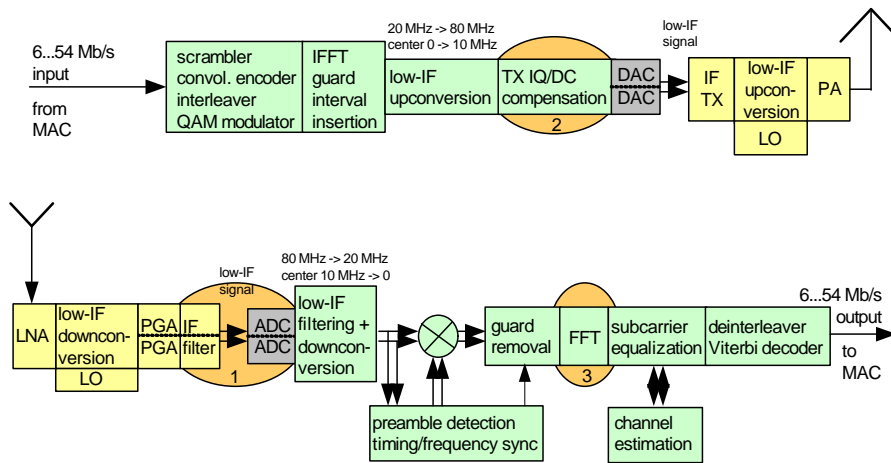 20 MHz -> 80 MHz
center 0 -> 10 MHz
low-IF
signal
6...54 Mb/s
input
from
MAC
scrambler
convol. encoder
interleaver
QAM modulator
IFFT
guard
interval
insertion
low-IF
upconversion
TX IQ/DC
compensation
2
DAC
DAC
IF
TX
low-IF
upcon-
version
LO
PA
80 MHz -> 20 MHz
center 10 MHz -> 0
low-IF
signal
LNA
low-IF
downcon-
version
LO
PGA
PGA
IF
filter
1
ADC
ADC
low-IF
filtering +
downcon-
version
guard
removal
FFT
3
subcarrier
equalization
deinterleaver
Viterbi decoder
6...54 Mb/s
output
to
MAC
preamble detection
timing/frequency sync
channel
estimation